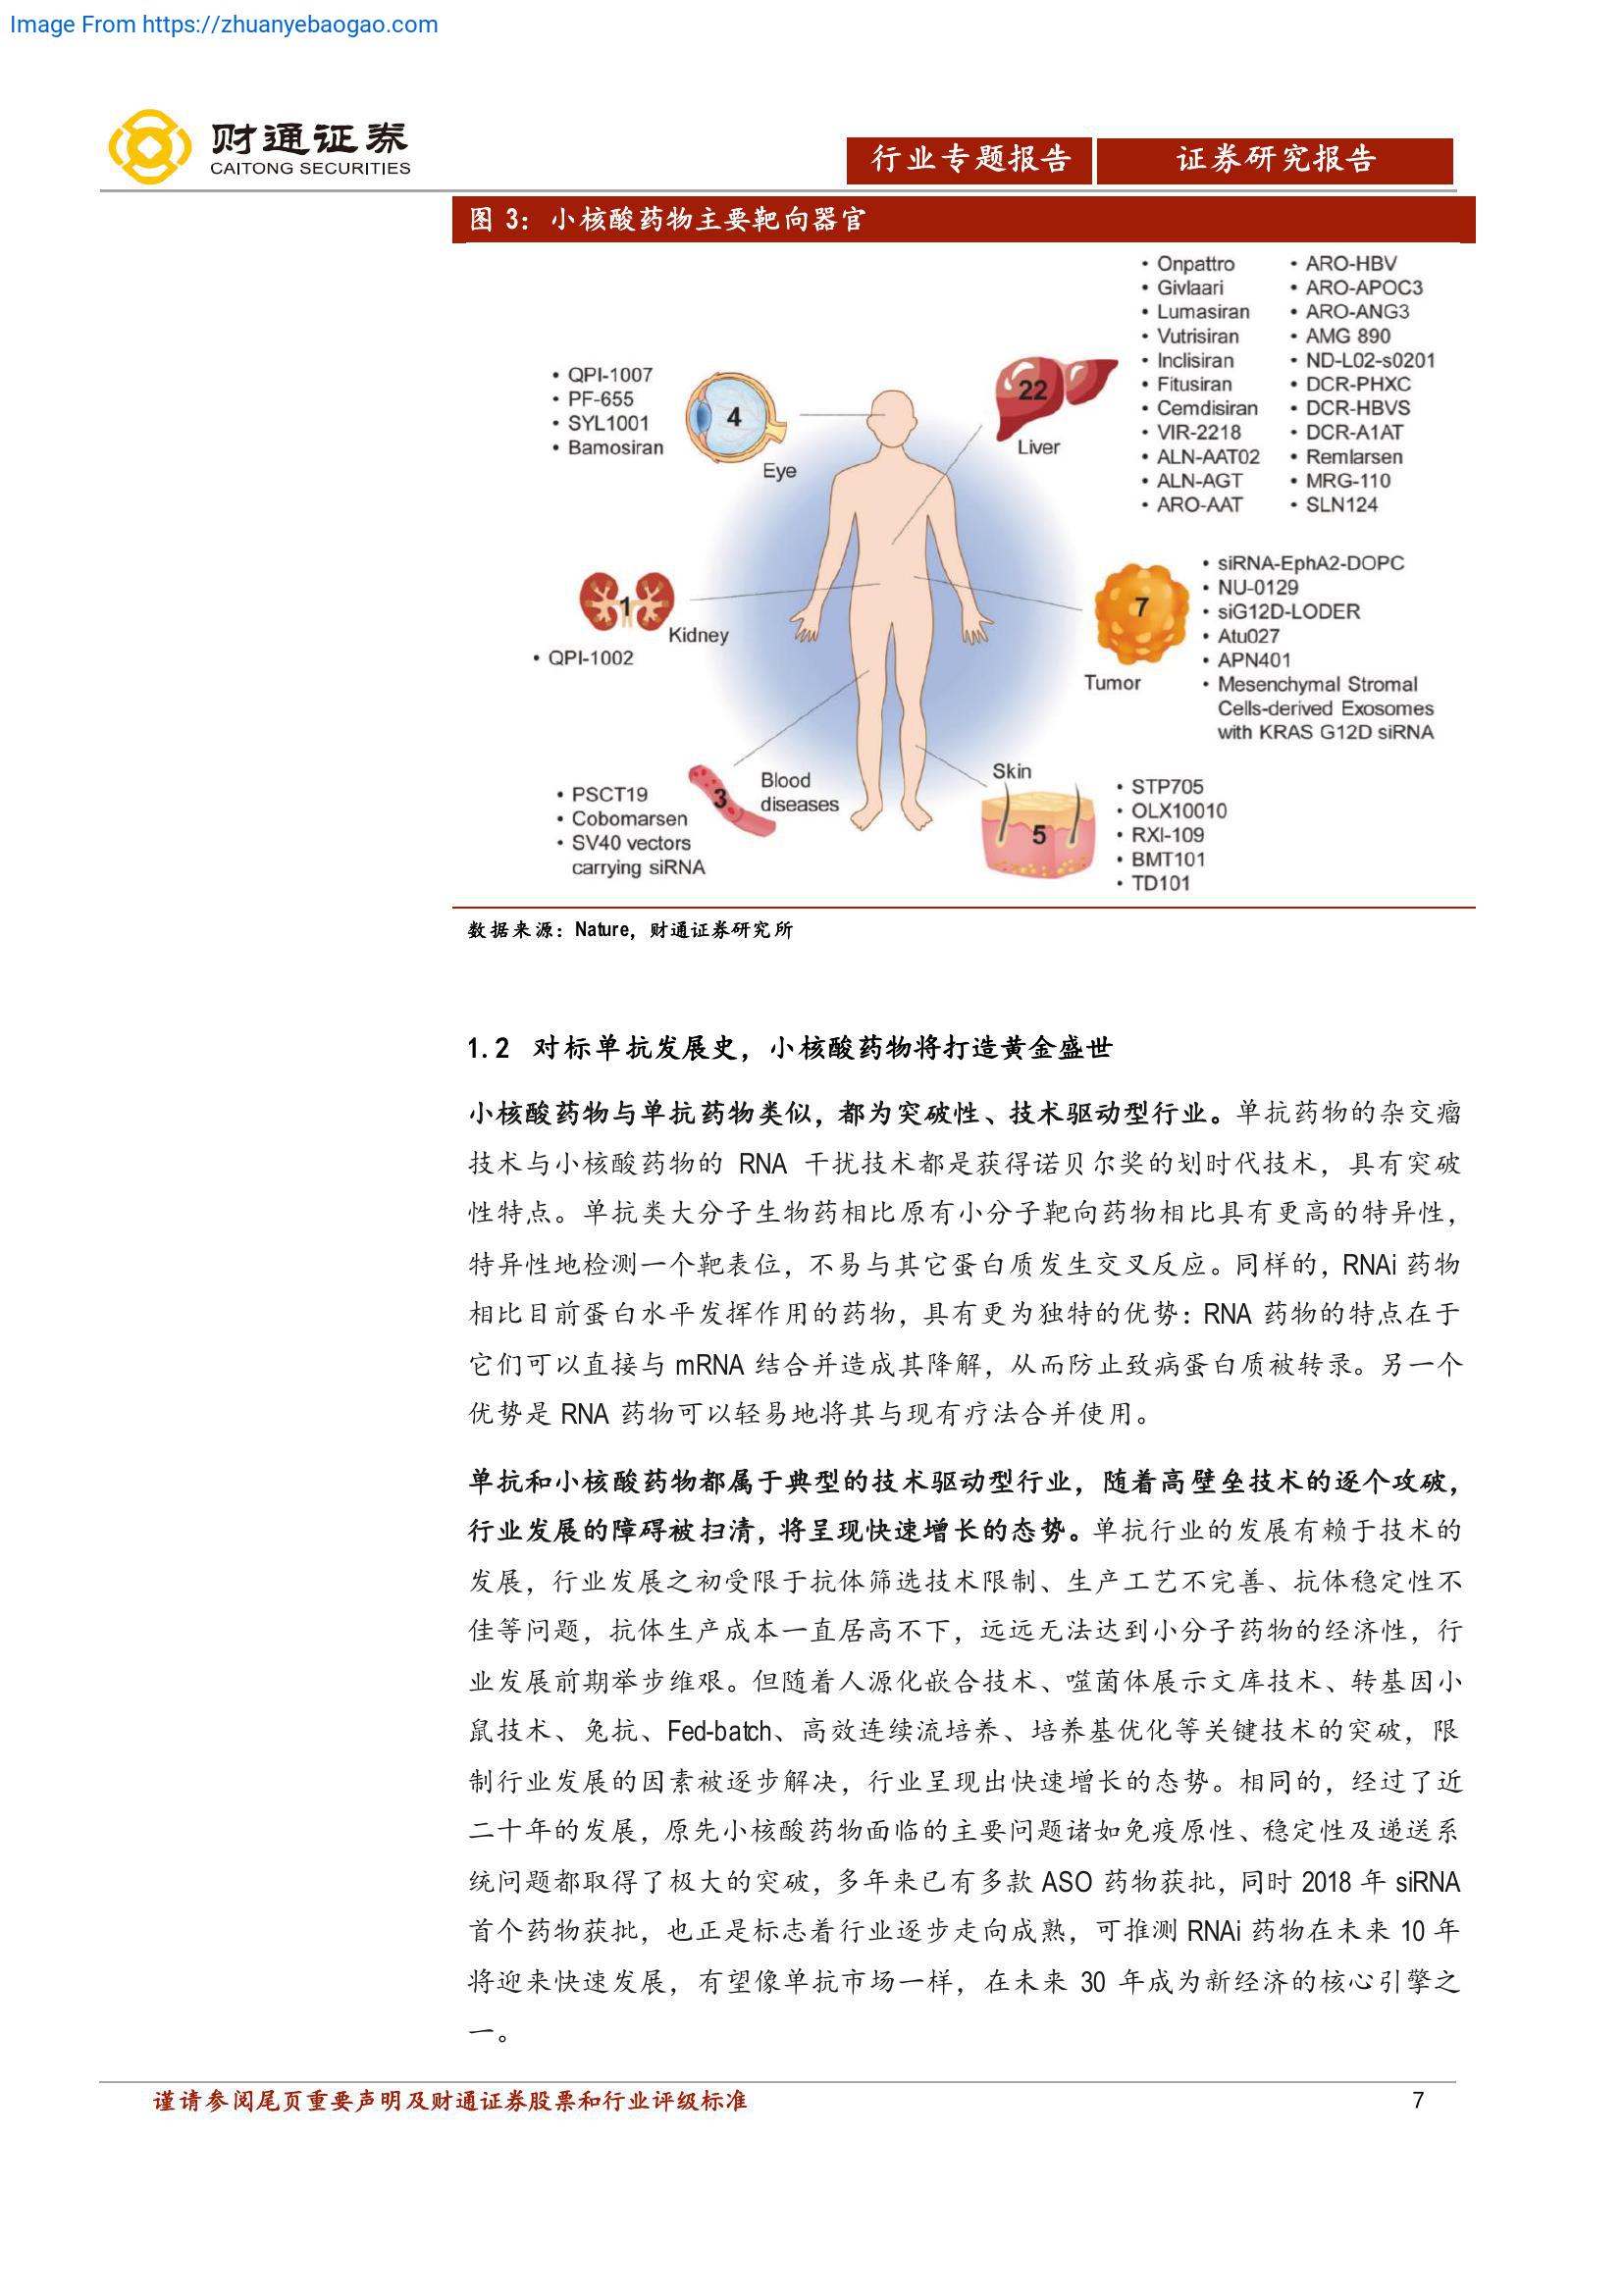 Image From https://zhuanyebaogao.com
财通证券
CAITONG SECURITIES
行业专题报告
证券研究报告
图 3：小核酸药物主要靶向器官
• Onpattro
• Givlaari
• Lumasiran
• Vutrisiran
• Inclisiran
• Fitusiran
• Cemdisiran
• VIR-2218
• ALN-AAT02
• ALN-AGT
• ARO-AAT
• ARO-HBV
• ARO-APOC3
• ARO-ANG3
• AMG 890
• ND-L02-s0201
• DCR-PHXC
• DCR-HBVS
• DCR-A1AT
• Remlarsen
• MRG-110
• SLN124
22
Liver
• QPI-1007
• PF-655
• SYL1001
• Bamosiran
4
Eye
1
Kidney
• QPI-1002
7
Tumor
• siRNA-EphA2-DOPC
• NU-0129
• siG12D-LODER
• Atu027
• APN401
• Mesenchymal Stromal
Cells-derived Exosomes
with KRAS G12D siRNA
• PSCT19
• Cobomarsen
• SV40 vectors
carrying siRNA
3
Blood
diseases
Skin
5
• STP705
• OLX10010
• RXI-109
• BMT101
• TD101
数据来源：Nature，财通证券研究所
1.2 对标单抗发展史，小核酸药物将打造黄金盛世
小核酸药物与单抗药物类似，都为突破性、技术驱动型行业。单抗药物的杂交瘤
技术与小核酸药物的 RNA 干扰技术都是获得诺贝尔奖的划时代技术，具有突破
性特点。单抗类大分子生物药相比原有小分子靶向药物相比具有更高的特异性，
特异性地检测一个靶表位，不易与其它蛋白质发生交叉反应。同样的，RNAi 药物
相比目前蛋白水平发挥作用的药物，具有更为独特的优势：RNA 药物的特点在于
它们可以直接与 mRNA 结合并造成其降解，从而防止致病蛋白质被转录。另一个
优势是 RNA 药物可以轻易地将其与现有疗法合并使用。
单抗和小核酸药物都属于典型的技术驱动型行业，随着高壁垒技术的逐个攻破，
行业发展的障碍被扫清，将呈现快速增长的态势。单抗行业的发展有赖于技术的
发展，行业发展之初受限于抗体筛选技术限制、生产工艺不完善、抗体稳定性不
佳等问题，抗体生产成本一直居高不下，远远无法达到小分子药物的经济性，行
业发展前期举步维艰。但随着人源化嵌合技术、噬菌体展示文库技术、转基因小
鼠技术、兔抗、Fed-batch、高效连续流培养、培养基优化等关键技术的突破，限
制行业发展的因素被逐步解决，行业呈现出快速增长的态势。相同的，经过了近
二十年的发展，原先小核酸药物面临的主要问题诸如免疫原性、稳定性及递送系
统问题都取得了极大的突破，多年来已有多款 ASO 药物获批，同时 2018 年 siRNA
首个药物获批，也正是标志着行业逐步走向成熟，可推测 RNAi 药物在未来 10 年
将迎来快速发展，有望像单抗市场一样，在未来 30 年成为新经济的核心引擎之
一。
谨请参阅尾页重要声明及财通证券股票和行业评级标准
7